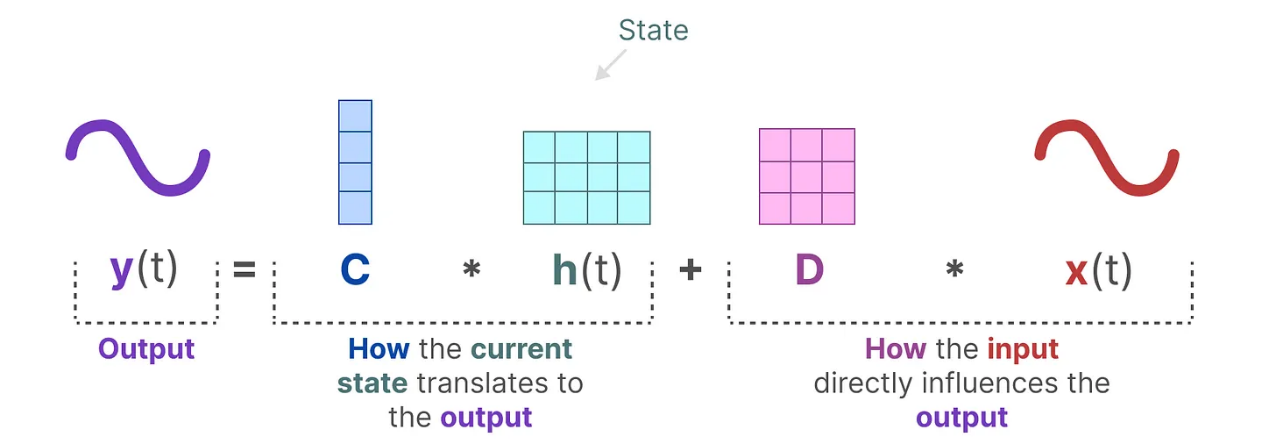 State
y(t) = C * h(t) + D * x(t)
Output
How the current
state translates to
the output
How the input
directly influences the
output